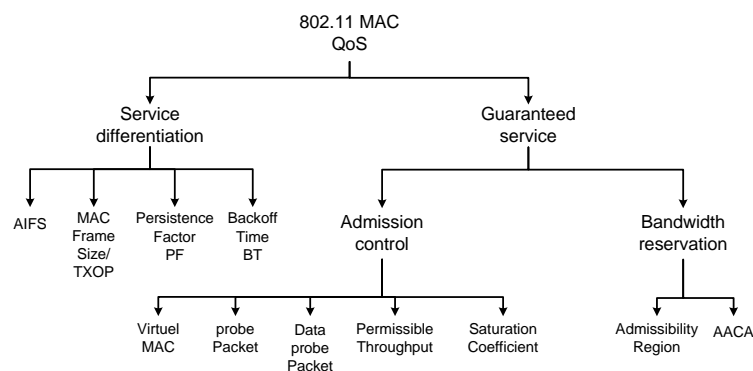 802.11 MAC
QoS
Service
differentiation
Guaranteed
service
AIFS
MAC
Frame
Size/
TXOP
Persistence
Factor
PF
Backoff
Time
BT
Admission
control
Bandwidth
reservation
Virtuel
MAC
probe
Packet
Data
probe
Packet
Permissible
Throughput
Saturation
Coefficient
Admissibility
Region
AACA